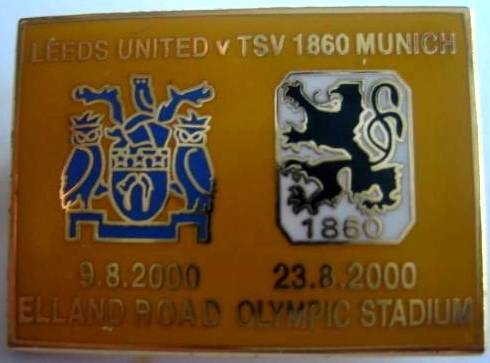 LEEDS UNITED v TSV 1860 MUNICH
1860
9.8.2000 23.8.2000
ELLAND ROAD OLYMPIC STADIUM